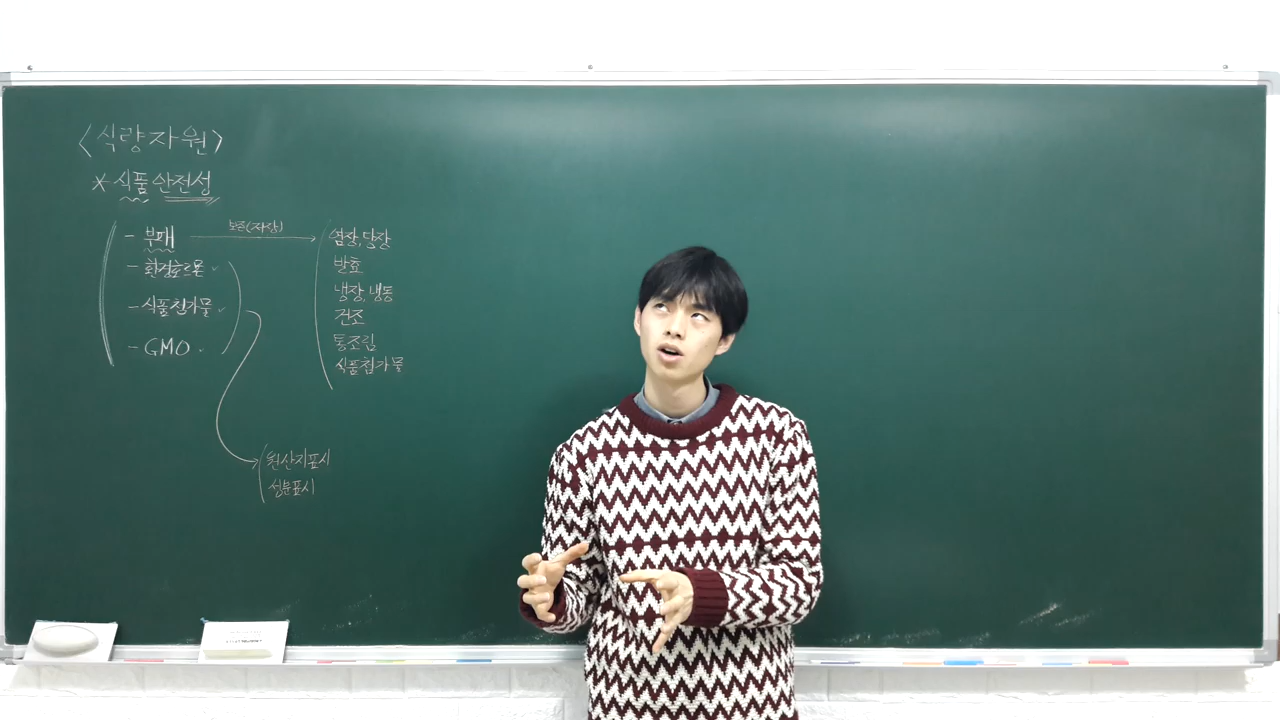 <식량자원>
* 식품 안전성
- 부패 보존(저장) 염장, 당장
- 환경호르몬 발효
냉장, 냉동
- 식품첨가물 건조
통조림
- GMO 식품첨가물
원산지표시
성분표시